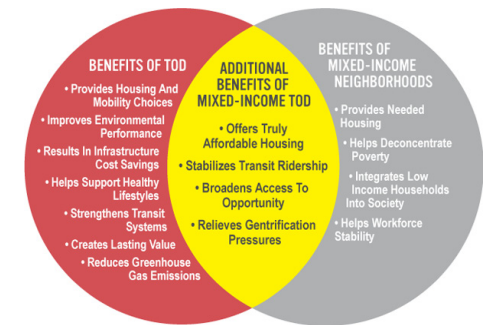 BENEFITS OF TOD
• Provides Housing And
Mobility Choices
• Improves Environmental
Performance
• Results In Infrastructure
Cost Savings
• Helps Support Healthy
Lifestyles
• Strengthens Transit
Systems
• Creates Lasting Value
• Reduces Greenhouse
Gas Emissions
ADDITIONAL
BENEFITS OF
MIXED-INCOME TOD
• Offers Truly
Affordable Housing
• Stabilizes Transit Ridership
• Broadens Access To
Opportunity
• Relieves Gentrification
Pressures
BENEFITS OF
MIXED-INCOME
NEIGHBORHOODS
• Provides Needed
Housing
• Helps Deconcentrate
Poverty
• Integrates Low
Income Households
Into Society
• Helps Workforce
Stability